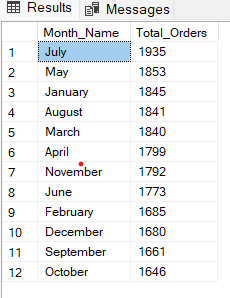 Results Messages
Month_Name Total_Orders
1 July 1935
2 May 1853
3 January 1845
4 August 1841
5 March 1840
6 April 1799
7 November 1792
8 June 1773
9 February 1685
10 December 1680
11 September 1661
12 October 1646